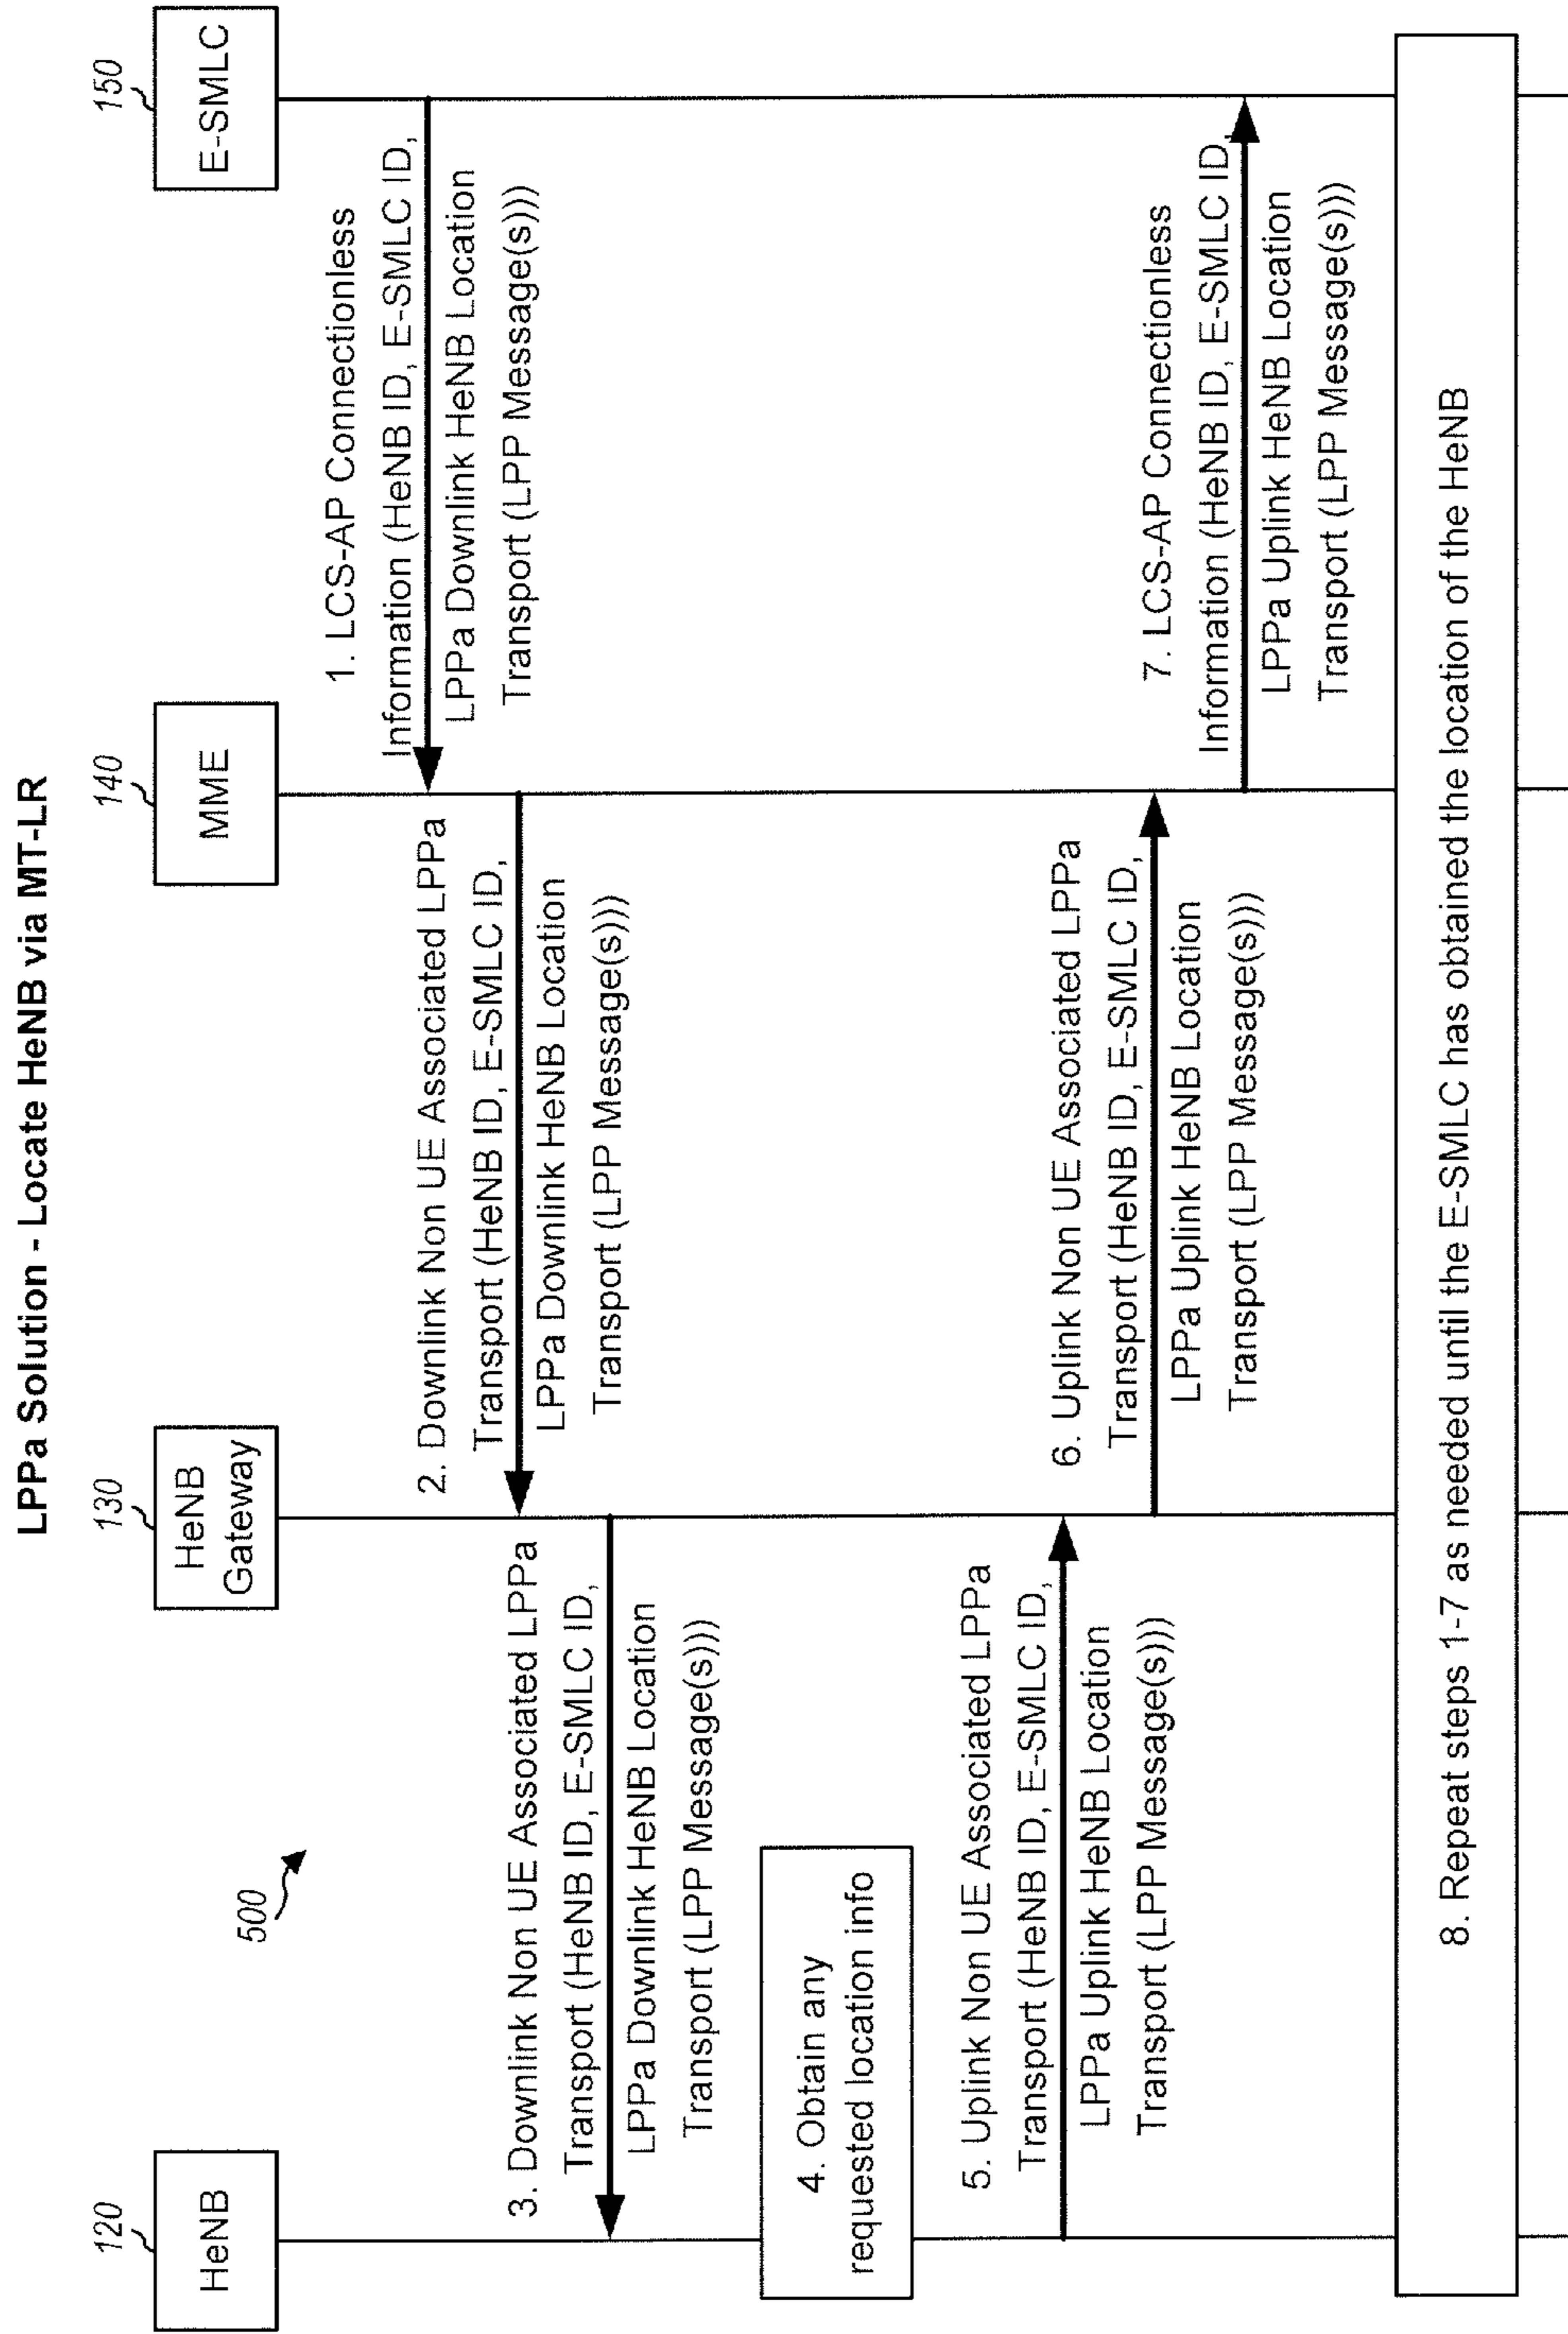 LPPa Solution - Locate HeNB via MT-LR
120
HeNB
130
HeNB
Gateway
140
MME
150
E-SMLC
500
1. LCS-AP Connectionless
Information (HeNB ID, E-SMLC ID,
LPPa Downlink HeNB Location
Transport (LPP Message(s)))
2. Downlink Non UE Associated LPPa
Transport (HeNB ID, E-SMLC ID,
LPPa Downlink HeNB Location
Transport (LPP Message(s)))
3. Downlink Non UE Associated LPPa
Transport (HeNB ID, E-SMLC ID,
LPPa Downlink HeNB Location
Transport (LPP Message(s)))
4. Obtain any
requested location info
5. Uplink Non UE Associated LPPa
Transport (HeNB ID, E-SMLC ID,
LPPa Uplink HeNB Location
Transport (LPP Message(s)))
6. Uplink Non UE Associated LPPa
Transport (HeNB ID, E-SMLC ID,
LPPa Uplink HeNB Location
Transport (LPP Message(s)))
7. LCS-AP Connectionless
Information (HeNB ID, E-SMLC ID,
LPPa Uplink HeNB Location
Transport (LPP Message(s)))
8. Repeat steps 1-7 as needed until the E-SMLC has obtained the location of the HeNB